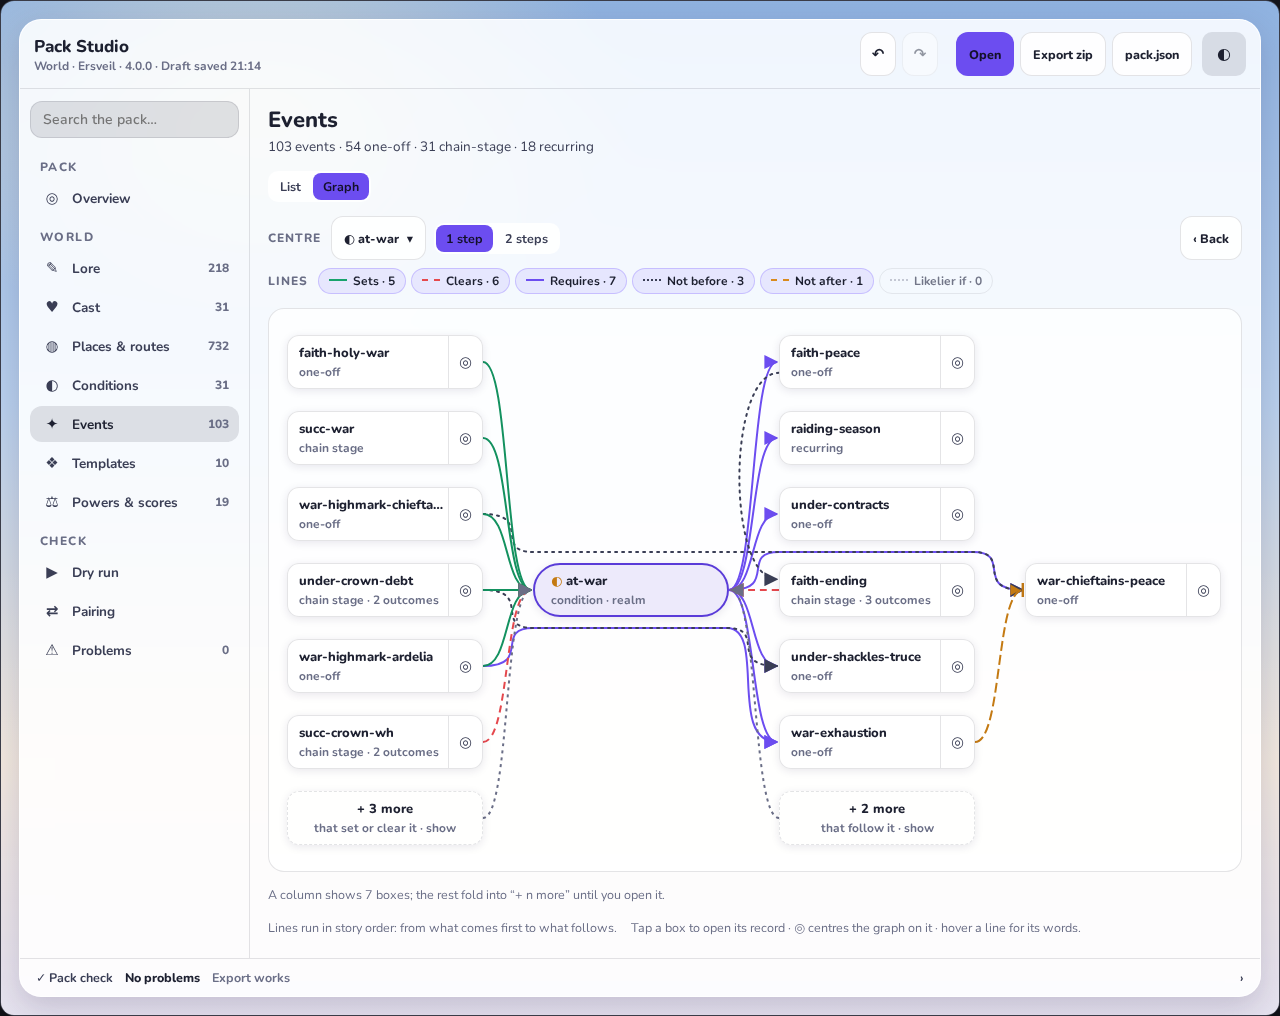 Pack Studio
World · Ersveil · 4.0.0 · Draft saved 21:14
Open
Export zip
pack.json
Search the pack...
PACK
Overview
WORLD
Lore 218
Cast 31
Places & routes 732
Conditions 31
Events 103
Templates 10
Powers & scores 19
CHECK
Dry run
Pairing
Problems 0
Events
103 events · 54 one-off · 31 chain-stage · 18 recurring
List
Graph
CENTRE
at-war
1 step
2 steps
‹ Back
LINES
Sets · 5
Clears · 6
Requires · 7
Not before · 3
Not after · 1
Likelier if · 0
faith-holy-war
one-off
succ-war
chain stage
war-highmark-chiefta...
one-off
under-crown-debt
chain stage · 2 outcomes
war-highmark-ardelia
one-off
succ-crown-wh
chain stage · 2 outcomes
+ 3 more
that set or clear it · show
at-war
condition · realm
faith-peace
one-off
raiding-season
recurring
under-contracts
one-off
faith-ending
chain stage · 3 outcomes
under-shackles-truce
one-off
war-exhaustion
one-off
+ 2 more
that follow it · show
war-chieftains-peace
one-off
A column shows 7 boxes; the rest fold into “+ n more” until you open it.
Lines run in story order: from what comes first to what follows. Tap a box to open its record · ◎ centres the graph on it · hover a line for its words.
✓ Pack check No problems Export works ›